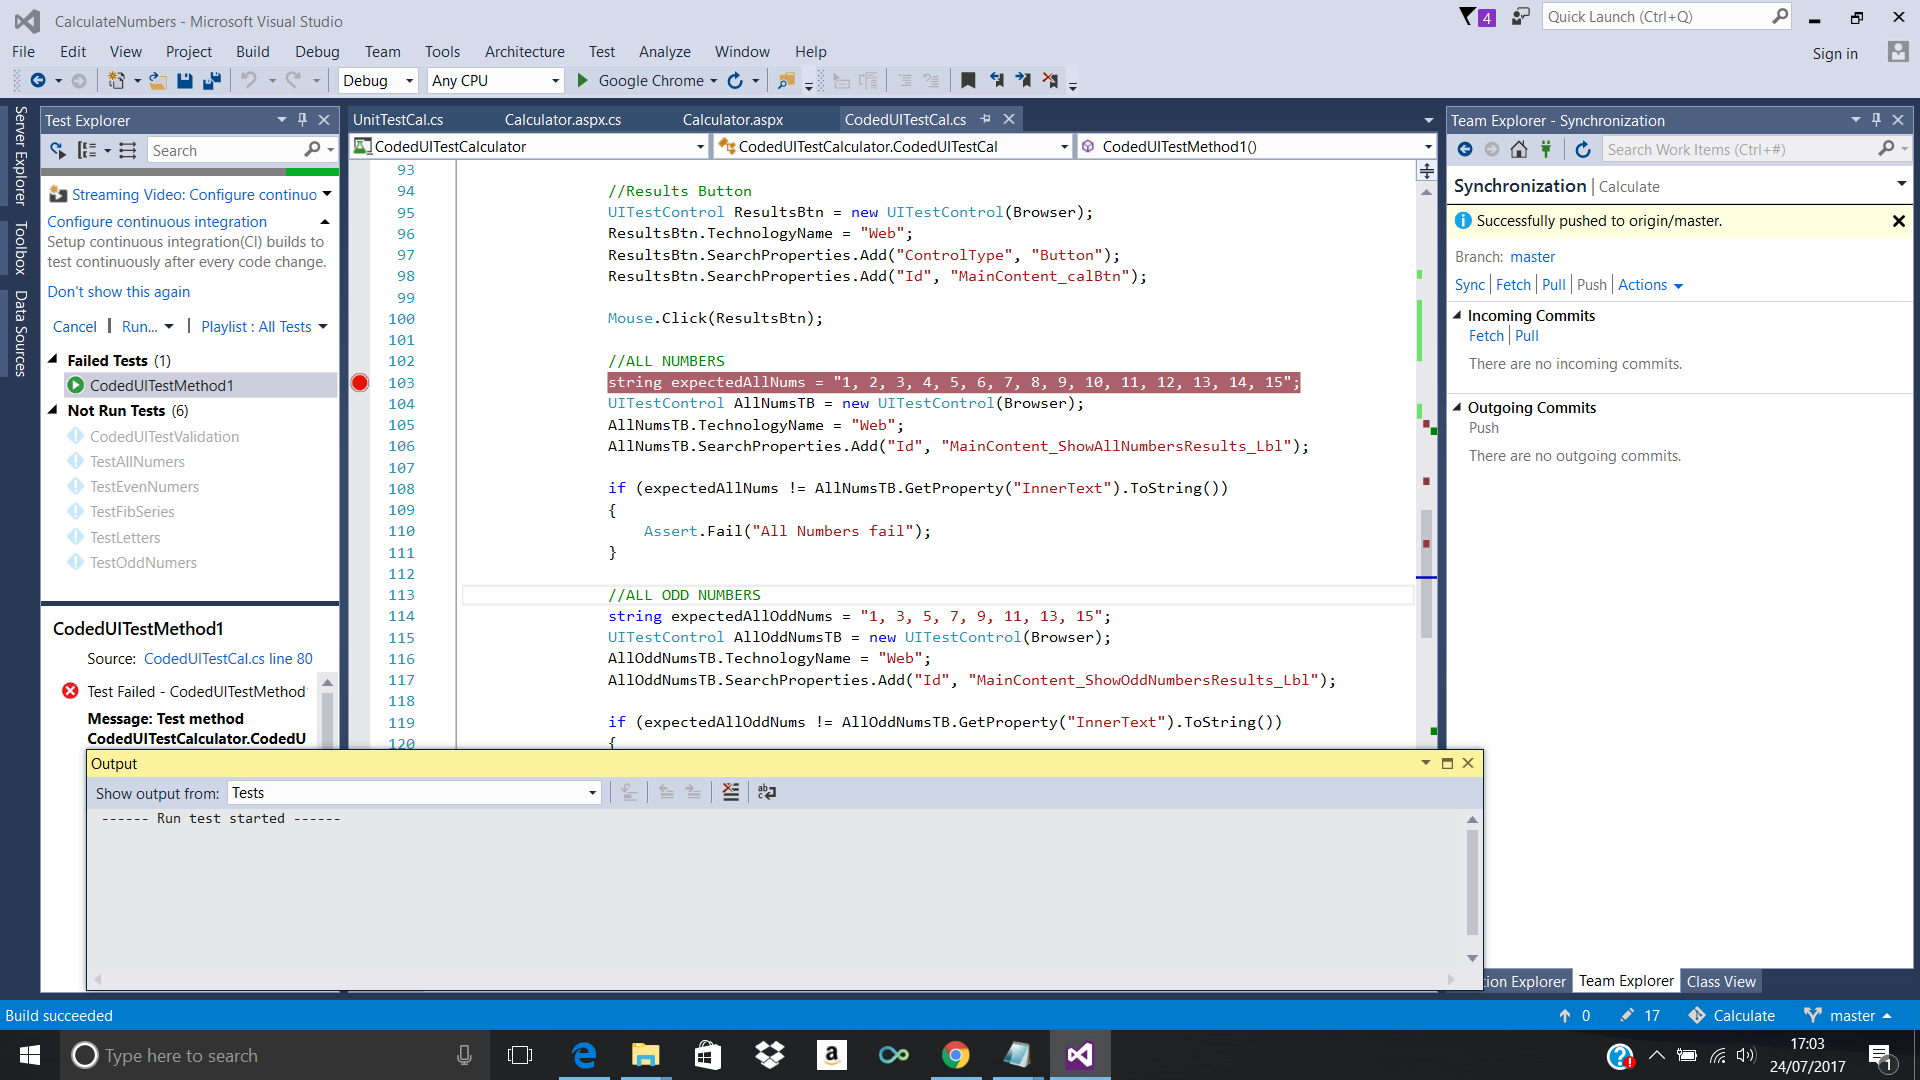 CalculateNumbers - Microsoft Visual Studio
4
Quick Launch (Ctrl+Q)
File Edit View Project Build Debug Team Tools Architecture Test Analyze Window Help
Sign in
Debug Any CPU Google Chrome
Server Explorer
Toolbox
Data Sources
Test Explorer
Search
Streaming Video: Configure continuo
Configure continuous integration
Setup continuous integration(CI) builds to
test continuously after every code change.
Don't show this again
Cancel Run... Playlist : All Tests
Failed Tests (1)
CodedUITestMethod1
Not Run Tests (6)
CodedUITestValidation
TestAllNumers
TestEvenNumers
TestFibSeries
TestLetters
TestOddNumers
CodedUITestMethod1
Source: CodedUITestCal.cs line 80
Test Failed - CodedUITestMethod
Message: Test method
CodedUITestCalculator.CodedU
UnitTestCal.cs Calculator.aspx.cs Calculator.aspx CodedUITestCal.cs
CodedUITestCalculator CodedUITestCalculator.CodedUITestCal CodedUITestMethod1()
93
94 //Results Button
95 UITestControl ResultsBtn = new UITestControl(Browser);
96 ResultsBtn.TechnologyName = "Web";
97 ResultsBtn.SearchProperties.Add("ControlType", "Button");
98 ResultsBtn.SearchProperties.Add("Id", "MainContent_calBtn");
99
100 Mouse.Click(ResultsBtn);
101
102 //ALL NUMBERS
103 string expectedAllNums = "1, 2, 3, 4, 5, 6, 7, 8, 9, 10, 11, 12, 13, 14, 15";
104 UITestControl AllNumsTB = new UITestControl(Browser);
105 AllNumsTB.TechnologyName = "Web";
106 AllNumsTB.SearchProperties.Add("Id", "MainContent_ShowAllNumbersResults_Lbl");
107
108 if (expectedAllNums != AllNumsTB.GetProperty("InnerText").ToString())
109 {
110 Assert.Fail("All Numbers fail");
111 }
112
113 //ALL ODD NUMBERS
114 string expectedAllOddNums = "1, 3, 5, 7, 9, 11, 13, 15";
115 UITestControl AllOddNumsTB = new UITestControl(Browser);
116 AllOddNumsTB.TechnologyName = "Web";
117 AllOddNumsTB.SearchProperties.Add("Id", "MainContent_ShowOddNumbersResults_Lbl");
118
119 if (expectedAllOddNums != AllOddNumsTB.GetProperty("InnerText").ToString())
120 {
Team Explorer - Synchronization
Search Work Items (Ctrl+#)
Synchronization | Calculate
Successfully pushed to origin/master.
Branch: master
Sync Fetch Pull Push Actions
Incoming Commits
Fetch Pull
There are no incoming commits.
Outgoing Commits
Push
There are no outgoing commits.
Output
Show output from: Tests
------ Run test started ------
tion Explorer Team Explorer Class View
Build succeeded
0 17 Calculate master
Type here to search
17:03
24/07/2017
1